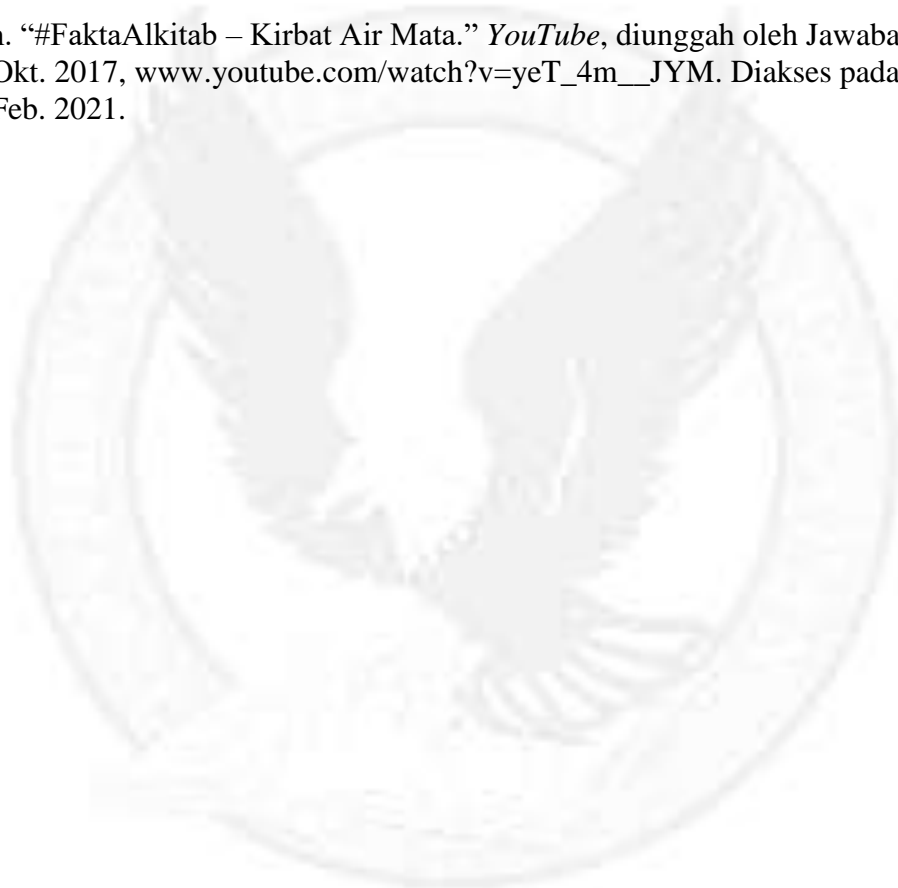 . “#FaktaAlkitab – Kirbat Air Mata.” YouTube, diunggah oleh Jawaba
Okt. 2017, www.youtube.com/watch?v=yeT_4m__JYM. Diakses pada
Feb. 2021.